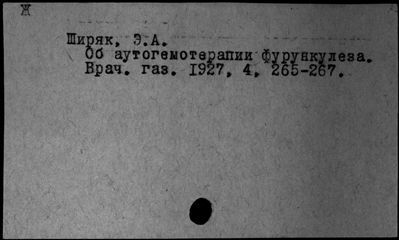 Ж
Ширяк, Э.А.
Об аутогемотерапии фурункулеза.
Врач. газ. 1927, 4, 265-267.